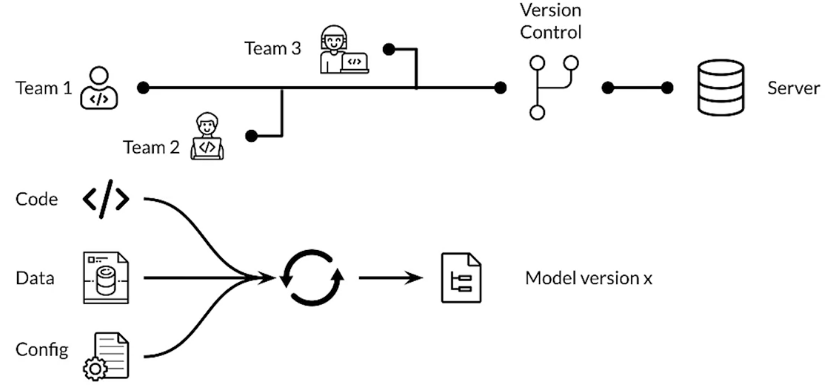 Version
Control
Team 3
Team 1
Server
Team 2
Code
Data
Model version x
Config